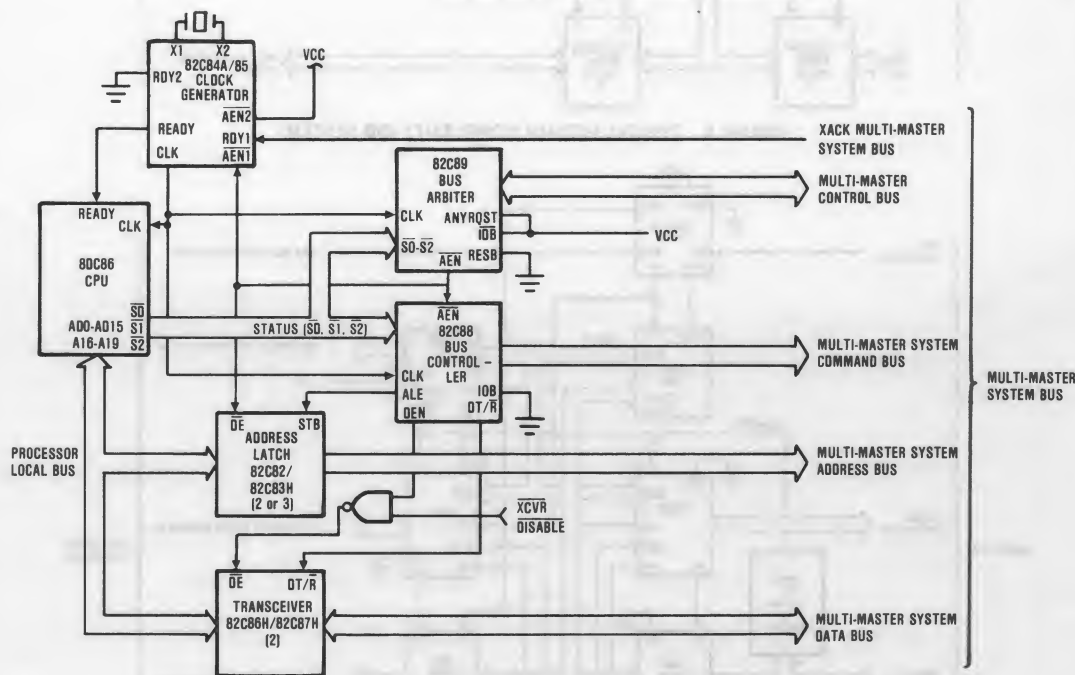 X1 X2
82C84A/85
CLOCK
GENERATOR
RDY2
READY
CLK
AEN2
RDY1
AEN1
VCC
XACK MULTI-MASTER
SYSTEM BUS
82C89
BUS
ARBITER
CLK
S0-S2
ANYRQST
IOB
RESB
AEN
VCC
MULTI-MASTER
CONTROL BUS
READY
CLK
80C86
CPU
S0
S1
S2
AD0-AD15
A16-A19
STATUS (S0, S1, S2)
AEN
82C88
BUS
CONTROL-
LER
CLK
ALE
DEN
IOB
DT/R
MULTI-MASTER SYSTEM
COMMAND BUS
MULTI-MASTER
SYSTEM BUS
OE STB
ADDRESS
LATCH
82C82/
82C83H
(2 or 3)
PROCESSOR
LOCAL BUS
MULTI-MASTER SYSTEM
ADDRESS BUS
XCVR
DISABLE
OE DT/R
TRANSCEIVER
82C86H/82C87H
(2)
MULTI-MASTER SYSTEM
DATA BUS